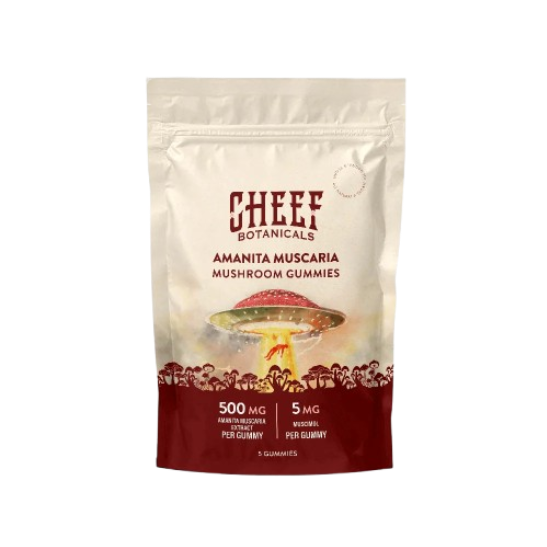 CHEEF
BOTANICALS
AMANITA MUSCARIA
MUSHROOM GUMMIES
500 MG
AMANITA MUSCARIA
EXTRACT
PER GUMMY
5 MG
MUSCIMOL
PER GUMMY
5 GUMMIES